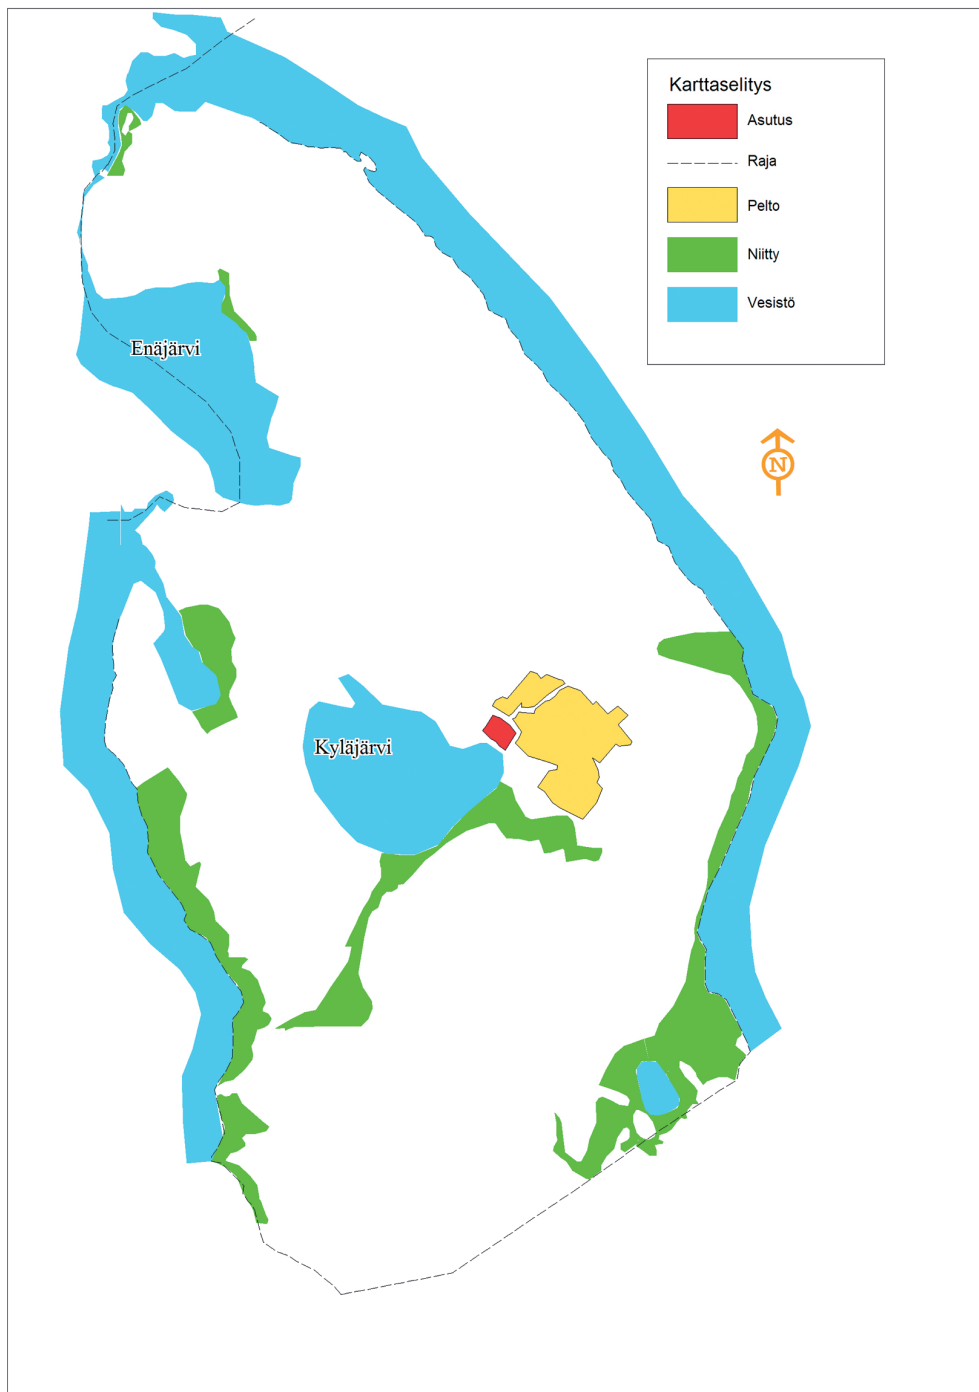 Karttaselitys
Asutus
Raja
Pelto
Niitty
Vesistö
Enäjärvi
N
Kyläjärvi